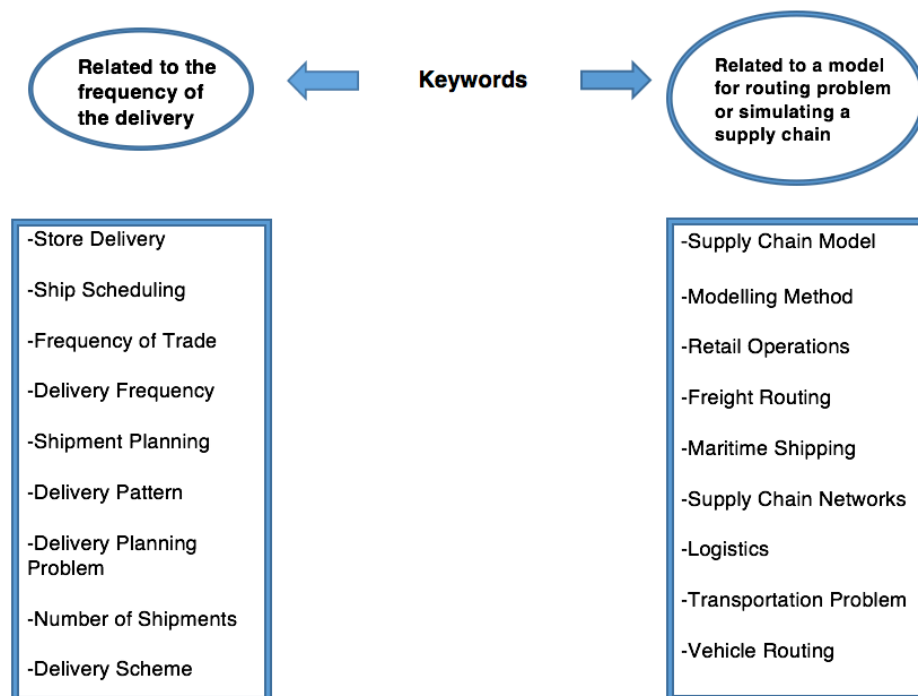 Related to the
frequency of
the delivery
Keywords
Related to a model
for routing problem
or simulating a
supply chain
-Store Delivery
-Ship Scheduling
-Frequency of Trade
-Delivery Frequency
-Shipment Planning
-Delivery Pattern
-Delivery Planning
Problem
-Number of Shipments
-Delivery Scheme
-Supply Chain Model
-Modelling Method
-Retail Operations
-Freight Routing
-Maritime Shipping
-Supply Chain Networks
-Logistics
-Transportation Problem
-Vehicle Routing